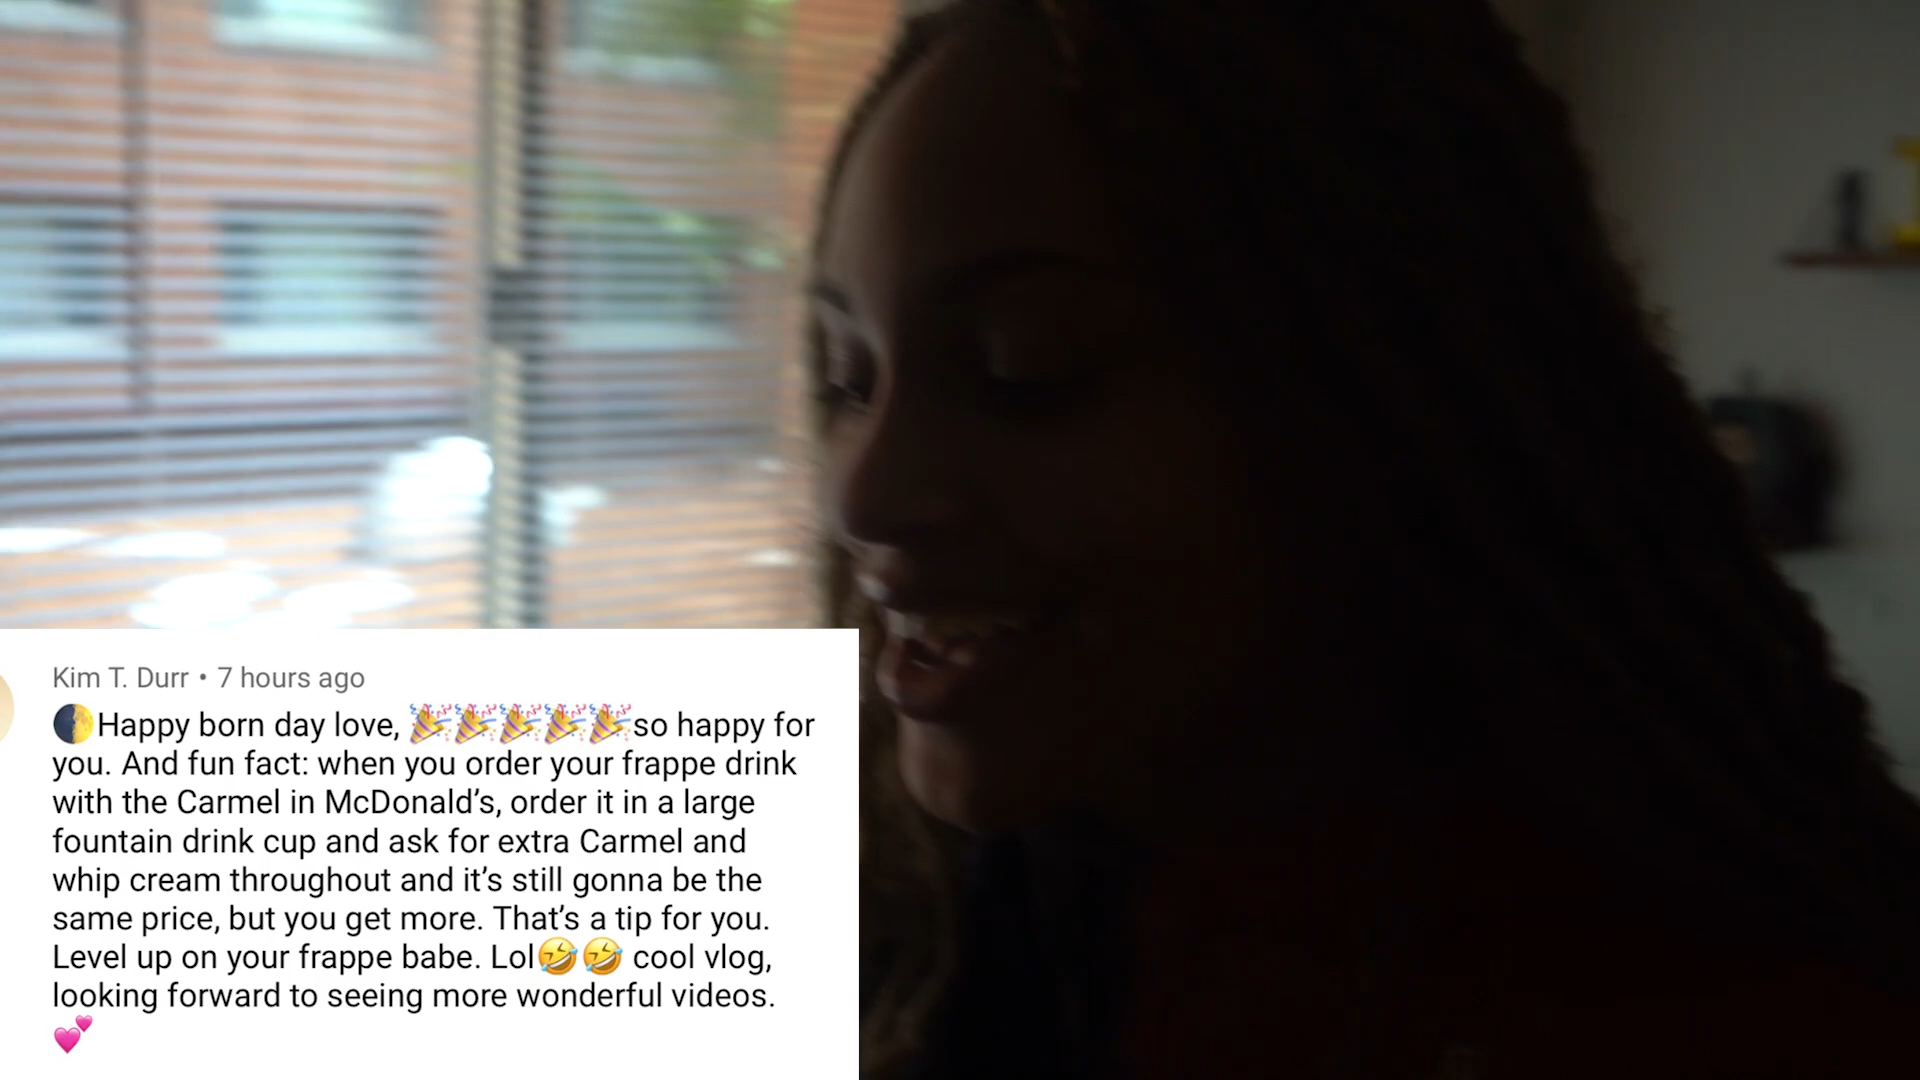 Kim T. Durr • 7 hours ago
🌓Happy born day love, 🎉🎉🎉🎉🎉so happy for
you. And fun fact: when you order your frappe drink
with the Carmel in McDonald’s, order it in a large
fountain drink cup and ask for extra Carmel and
whip cream throughout and it’s still gonna be the
same price, but you get more. That’s a tip for you.
Level up on your frappe babe. Lol🤣🤣 cool vlog,
looking forward to seeing more wonderful videos.
💕